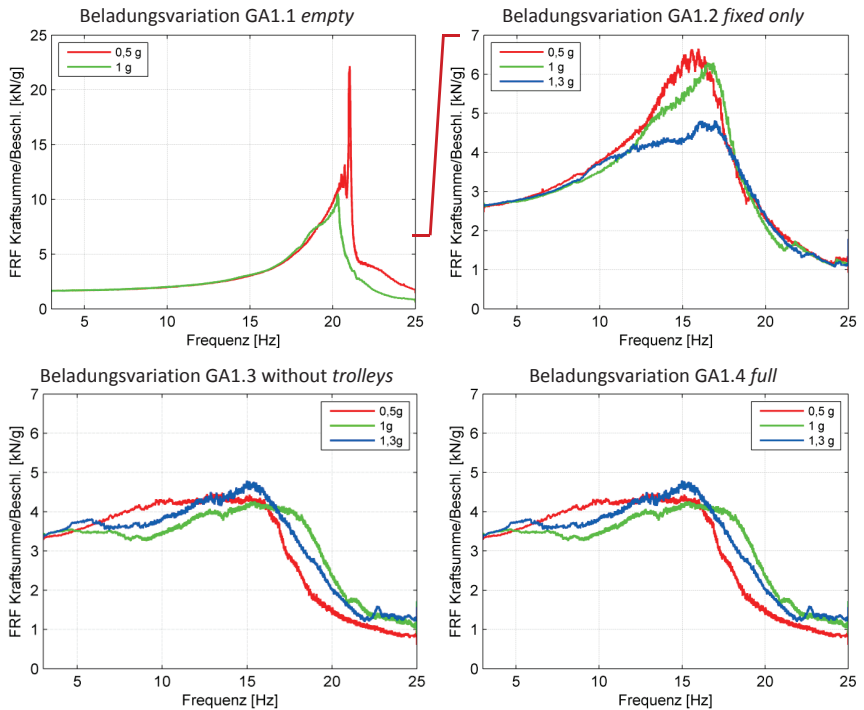 Beladungsvariation GA1.1 empty
25
20
15
10
5
0
FRF Kraftsumme/Beschl. [kN/g]
0,5 g
1 g
5 10 15 20 25
Frequenz [Hz]
Beladungsvariation GA1.2 fixed only
7
6
5
4
3
2
1
0
FRF Kraftsumme/Beschl. [kN/g]
0,5 g
1 g
1,3 g
5 10 15 20 25
Frequenz [Hz]
Beladungsvariation GA1.3 without trolleys
7
6
5
4
3
2
1
0
FRF Kraftsumme/Beschl. [kN/g]
0,5g
1g
1,3g
5 10 15 20 25
Frequenz [Hz]
Beladungsvariation GA1.4 full
7
6
5
4
3
2
1
0
FRF Kraftsumme/Beschl. [kN/g]
0,5 g
1 g
1,3 g
5 10 15 20 25
Frequenz [Hz]